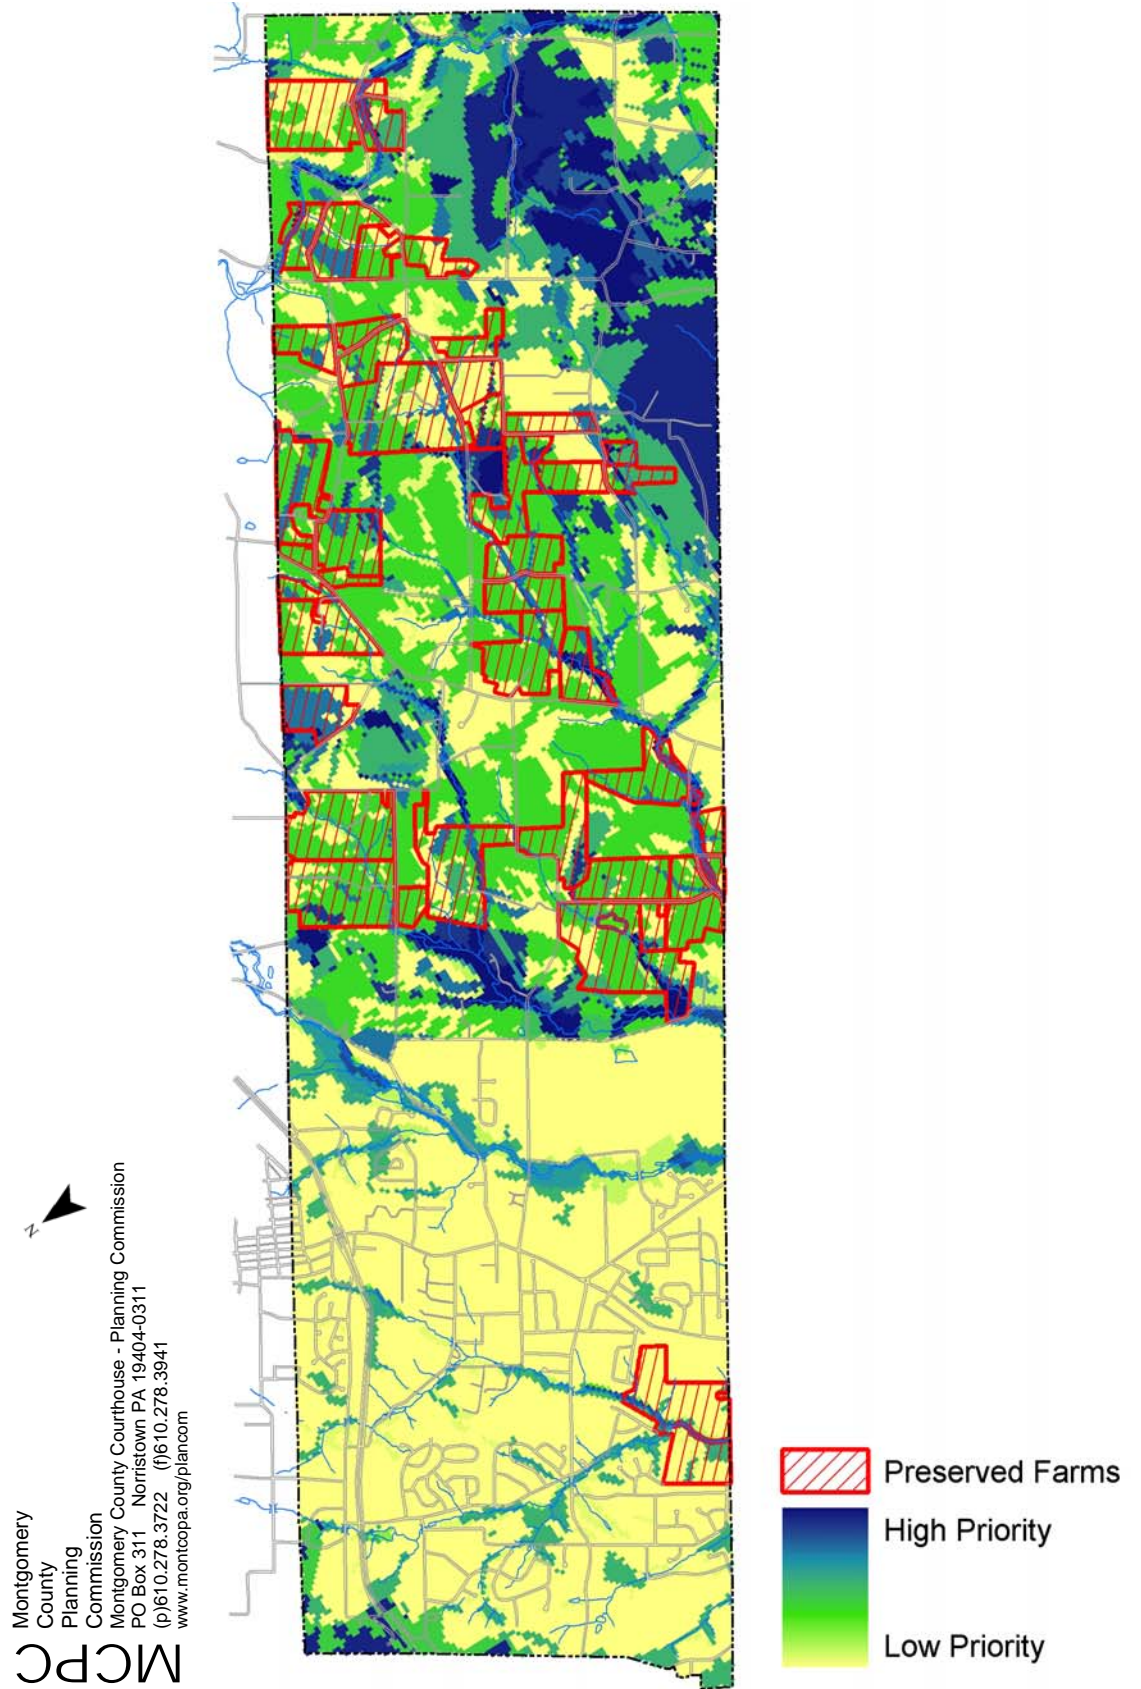 MCPC
Montgomery
County
Planning
Commission
Montgomery County Courthouse - Planning Commission
PO Box 311 Norristown PA 19404-0311
(p)610.278.3722 (f)610.278.3941
www.montcopa.org/plancom
N
Preserved Farms
High Priority
Low Priority